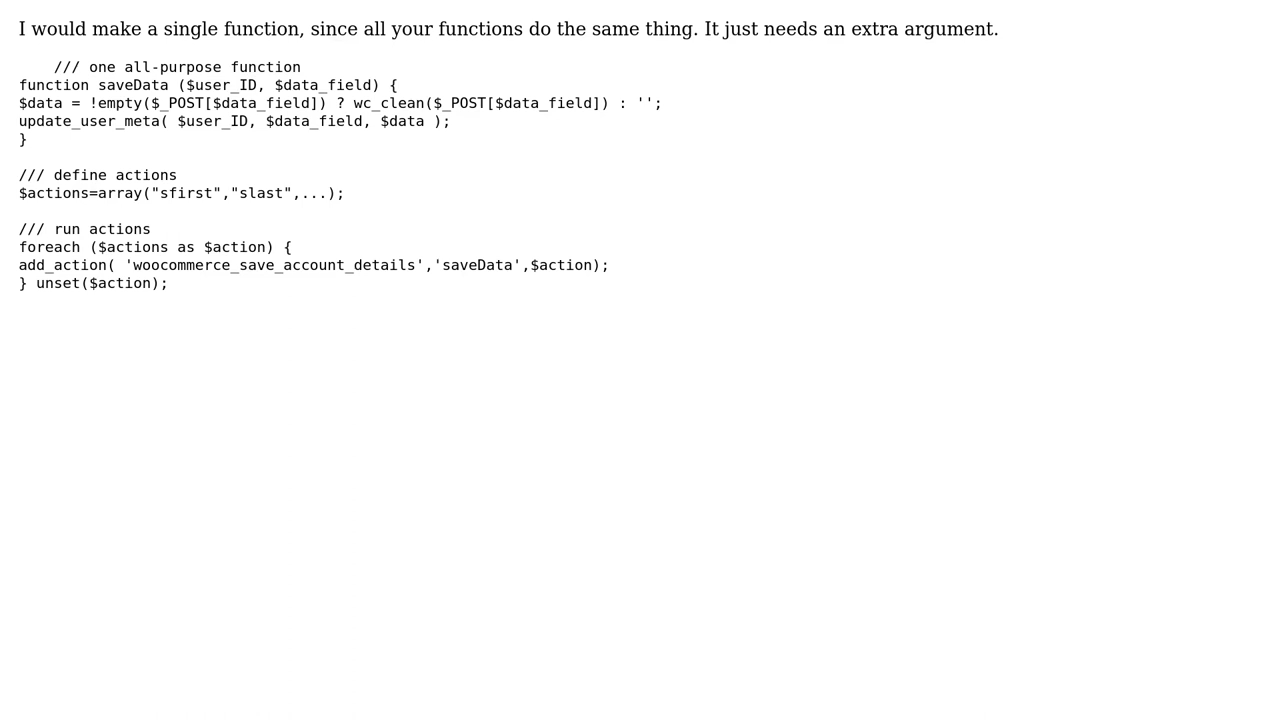 I would make a single function, since all your functions do the same thing. It just needs an extra argument.
/// one all-purpose function
function saveData ($user_ID, $data_field) {
$data = !empty($_POST[$data_field]) ? wc_clean($_POST[$data_field]) : '';
update_user_meta( $user_ID, $data_field, $data );
}
/// define actions
$actions=array("sfirst","slast",...);
/// run actions
foreach ($actions as $action) {
add_action( 'woocommerce_save_account_details','saveData',$action);
} unset($action);